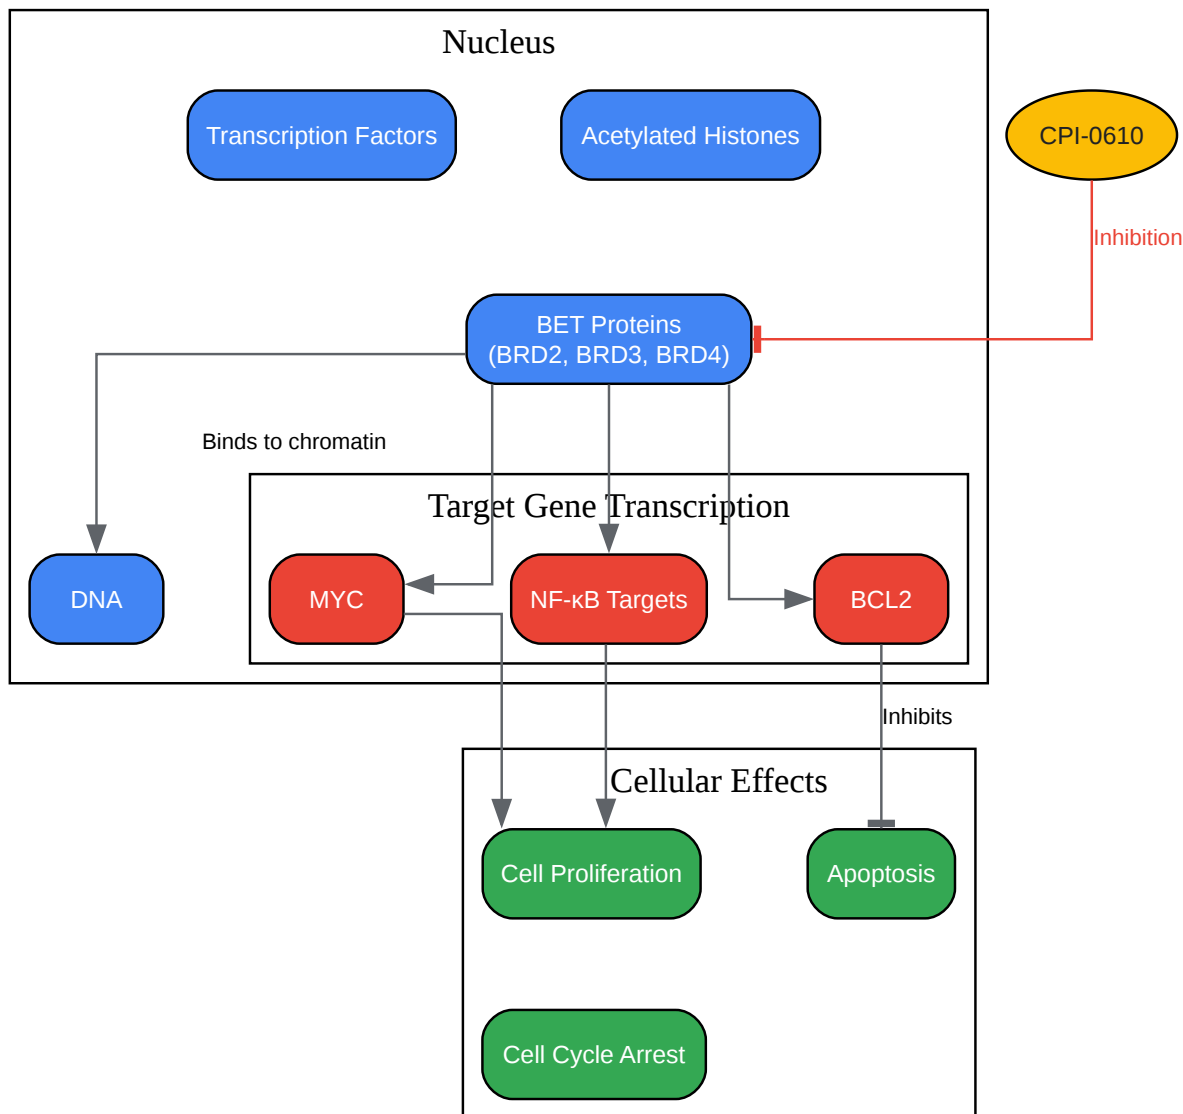 Nucleus
Transcription Factors
Acetylated Histones
CPI-0610
Inhibition
BET Proteins
(BRD2, BRD3, BRD4)
Binds to chromatin
Target Gene Transcription
DNA
MYC
NF-κB Targets
BCL2
Inhibits
Cellular Effects
Cell Proliferation
Apoptosis
Cell Cycle Arrest